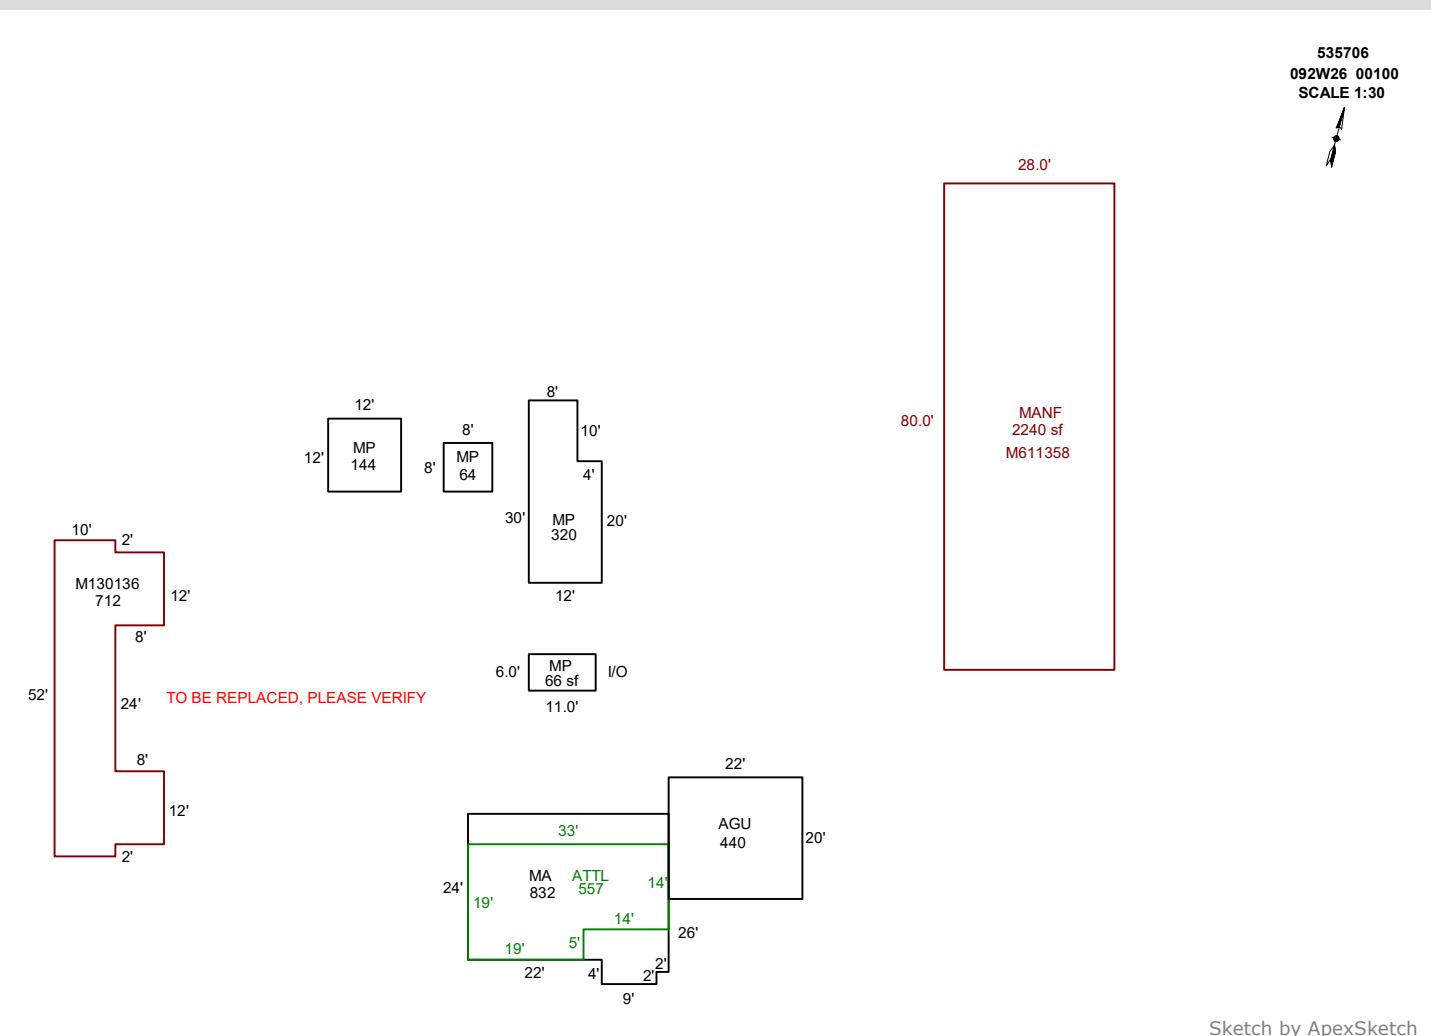 535706
092W26 00100
SCALE 1:30
28.0'
80.0'
MANF
2240 sf
M611358
12'
12'
MP
144
8'
8'
MP
64
8'
10'
4'
30'
MP
320
20'
12'
10'
2'
M130136
712
12'
8'
52'
24'
TO BE REPLACED, PLEASE VERIFY
8'
12'
2'
6.0'
MP
66 sf
I/O
11.0'
22'
AGU
440
20'
33'
24'
MA
832
ATTL
557
14'
19'
14'
5'
19'
22'
26'
4'
2'
2'
9'
Sketch by ApexSketch